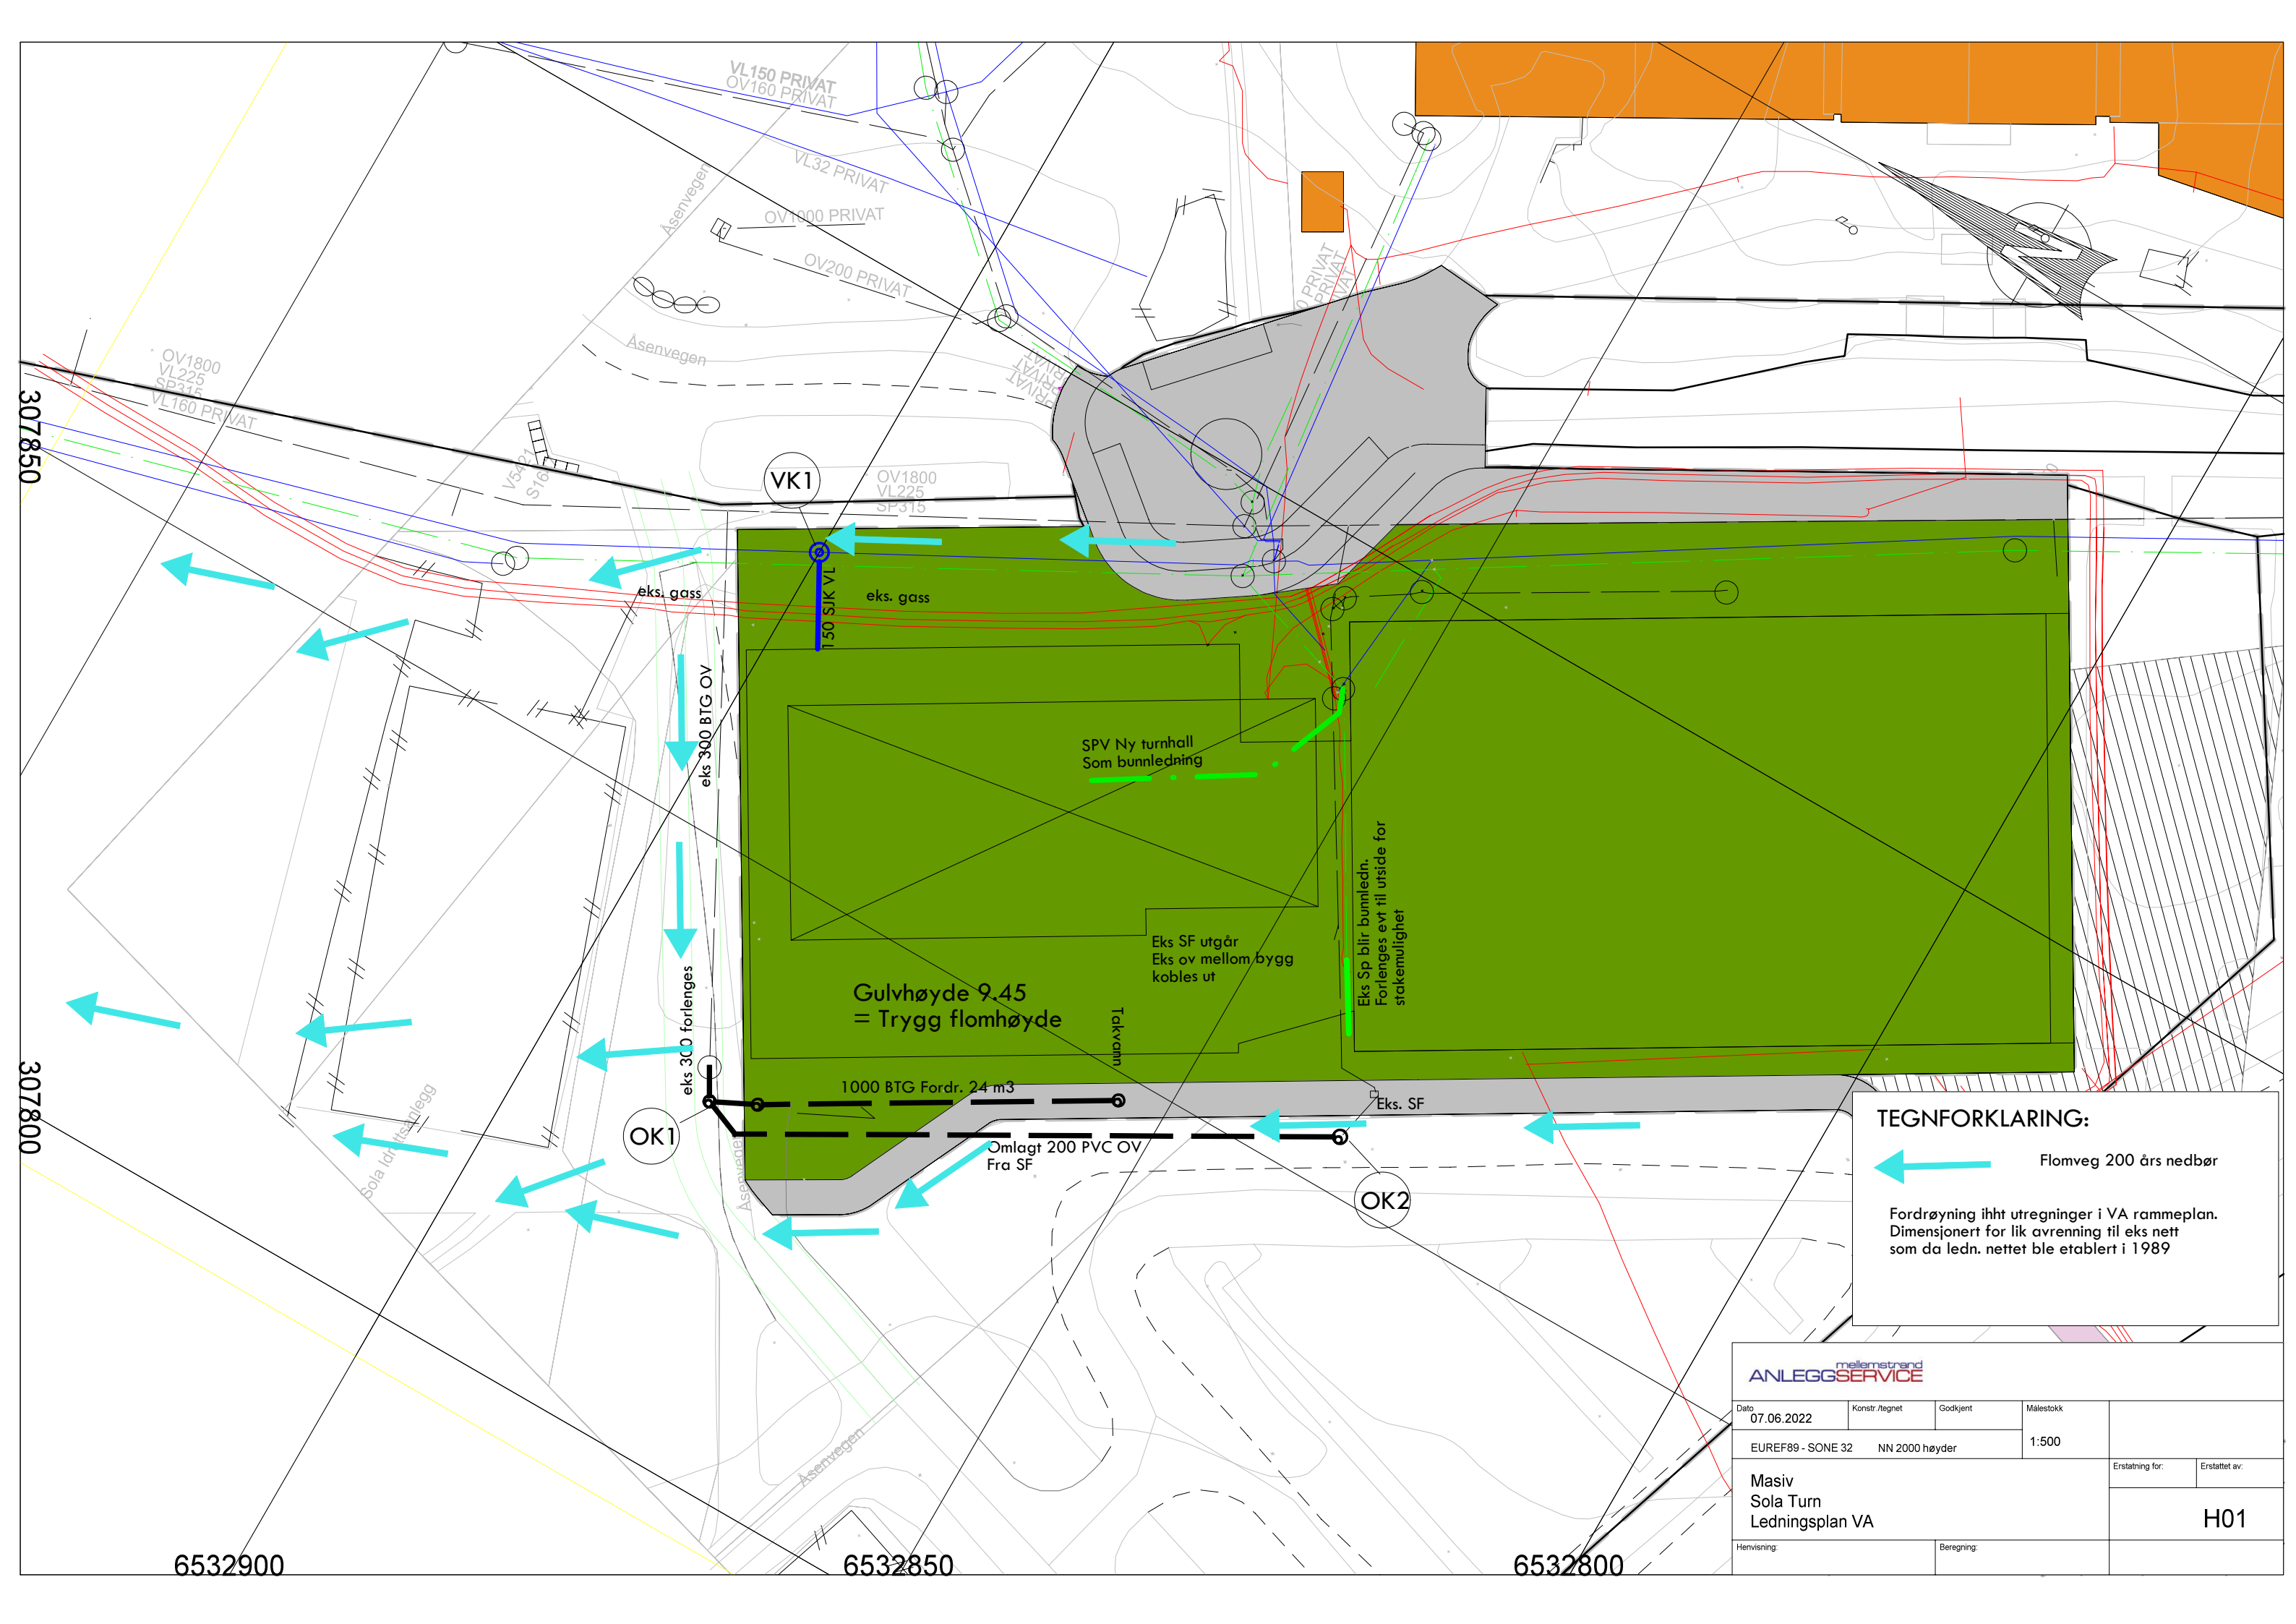 VL150 PRIVAT
OV160 PRIVAT
VL32 PRIVAT
Åsenvegen
OV1000 PRIVAT
OV200 PRIVAT
PRIVAT
PRIVAT
Åsenvegen
OV1800
VL225
SP315
VL160 PRIVAT
307850
V5421
VK1
OV1800
VL225
SP315
eks. gass
eks. gass
150 SJK VL
eks 300 BTG OV
SPV Ny turnhall
Som bunnledning
Eks Sp blir bunnledn.
Forlenges evt til utside for
stakemulighet
Eks SF utgår
Eks ov mellom bygg
kobles ut
Gulvhøyde 9.45
= Trygg flomhøyde
Takvann
eks 300 forlenges
1000 BTG Fordr. 24 m3
Eks. SF
307800
OK1
Omlagt 200 PVC OV
Fra SF
OK2
Sola Idrettsanlegg
Åsenvegen
Åsenvegen
TEGNFORKLARING:
Flomveg 200 års nedbør
Fordrøyning ihht utregninger i VA rammeplan.
Dimensjonert for lik avrenning til eks nett
som da ledn. nettet ble etablert i 1989
mellemstrand
ANLEGGSERVICE
Dato
07.06.2022
Konstr./tegnet
Godkjent
Målestokk
1:500
EUREF89 - SONE 32 NN 2000 høyder
Erstatning for:
Erstattet av:
Masiv
Sola Turn
Ledningsplan VA
H01
Henvisning:
Beregning:
6532900
6532850
6532800